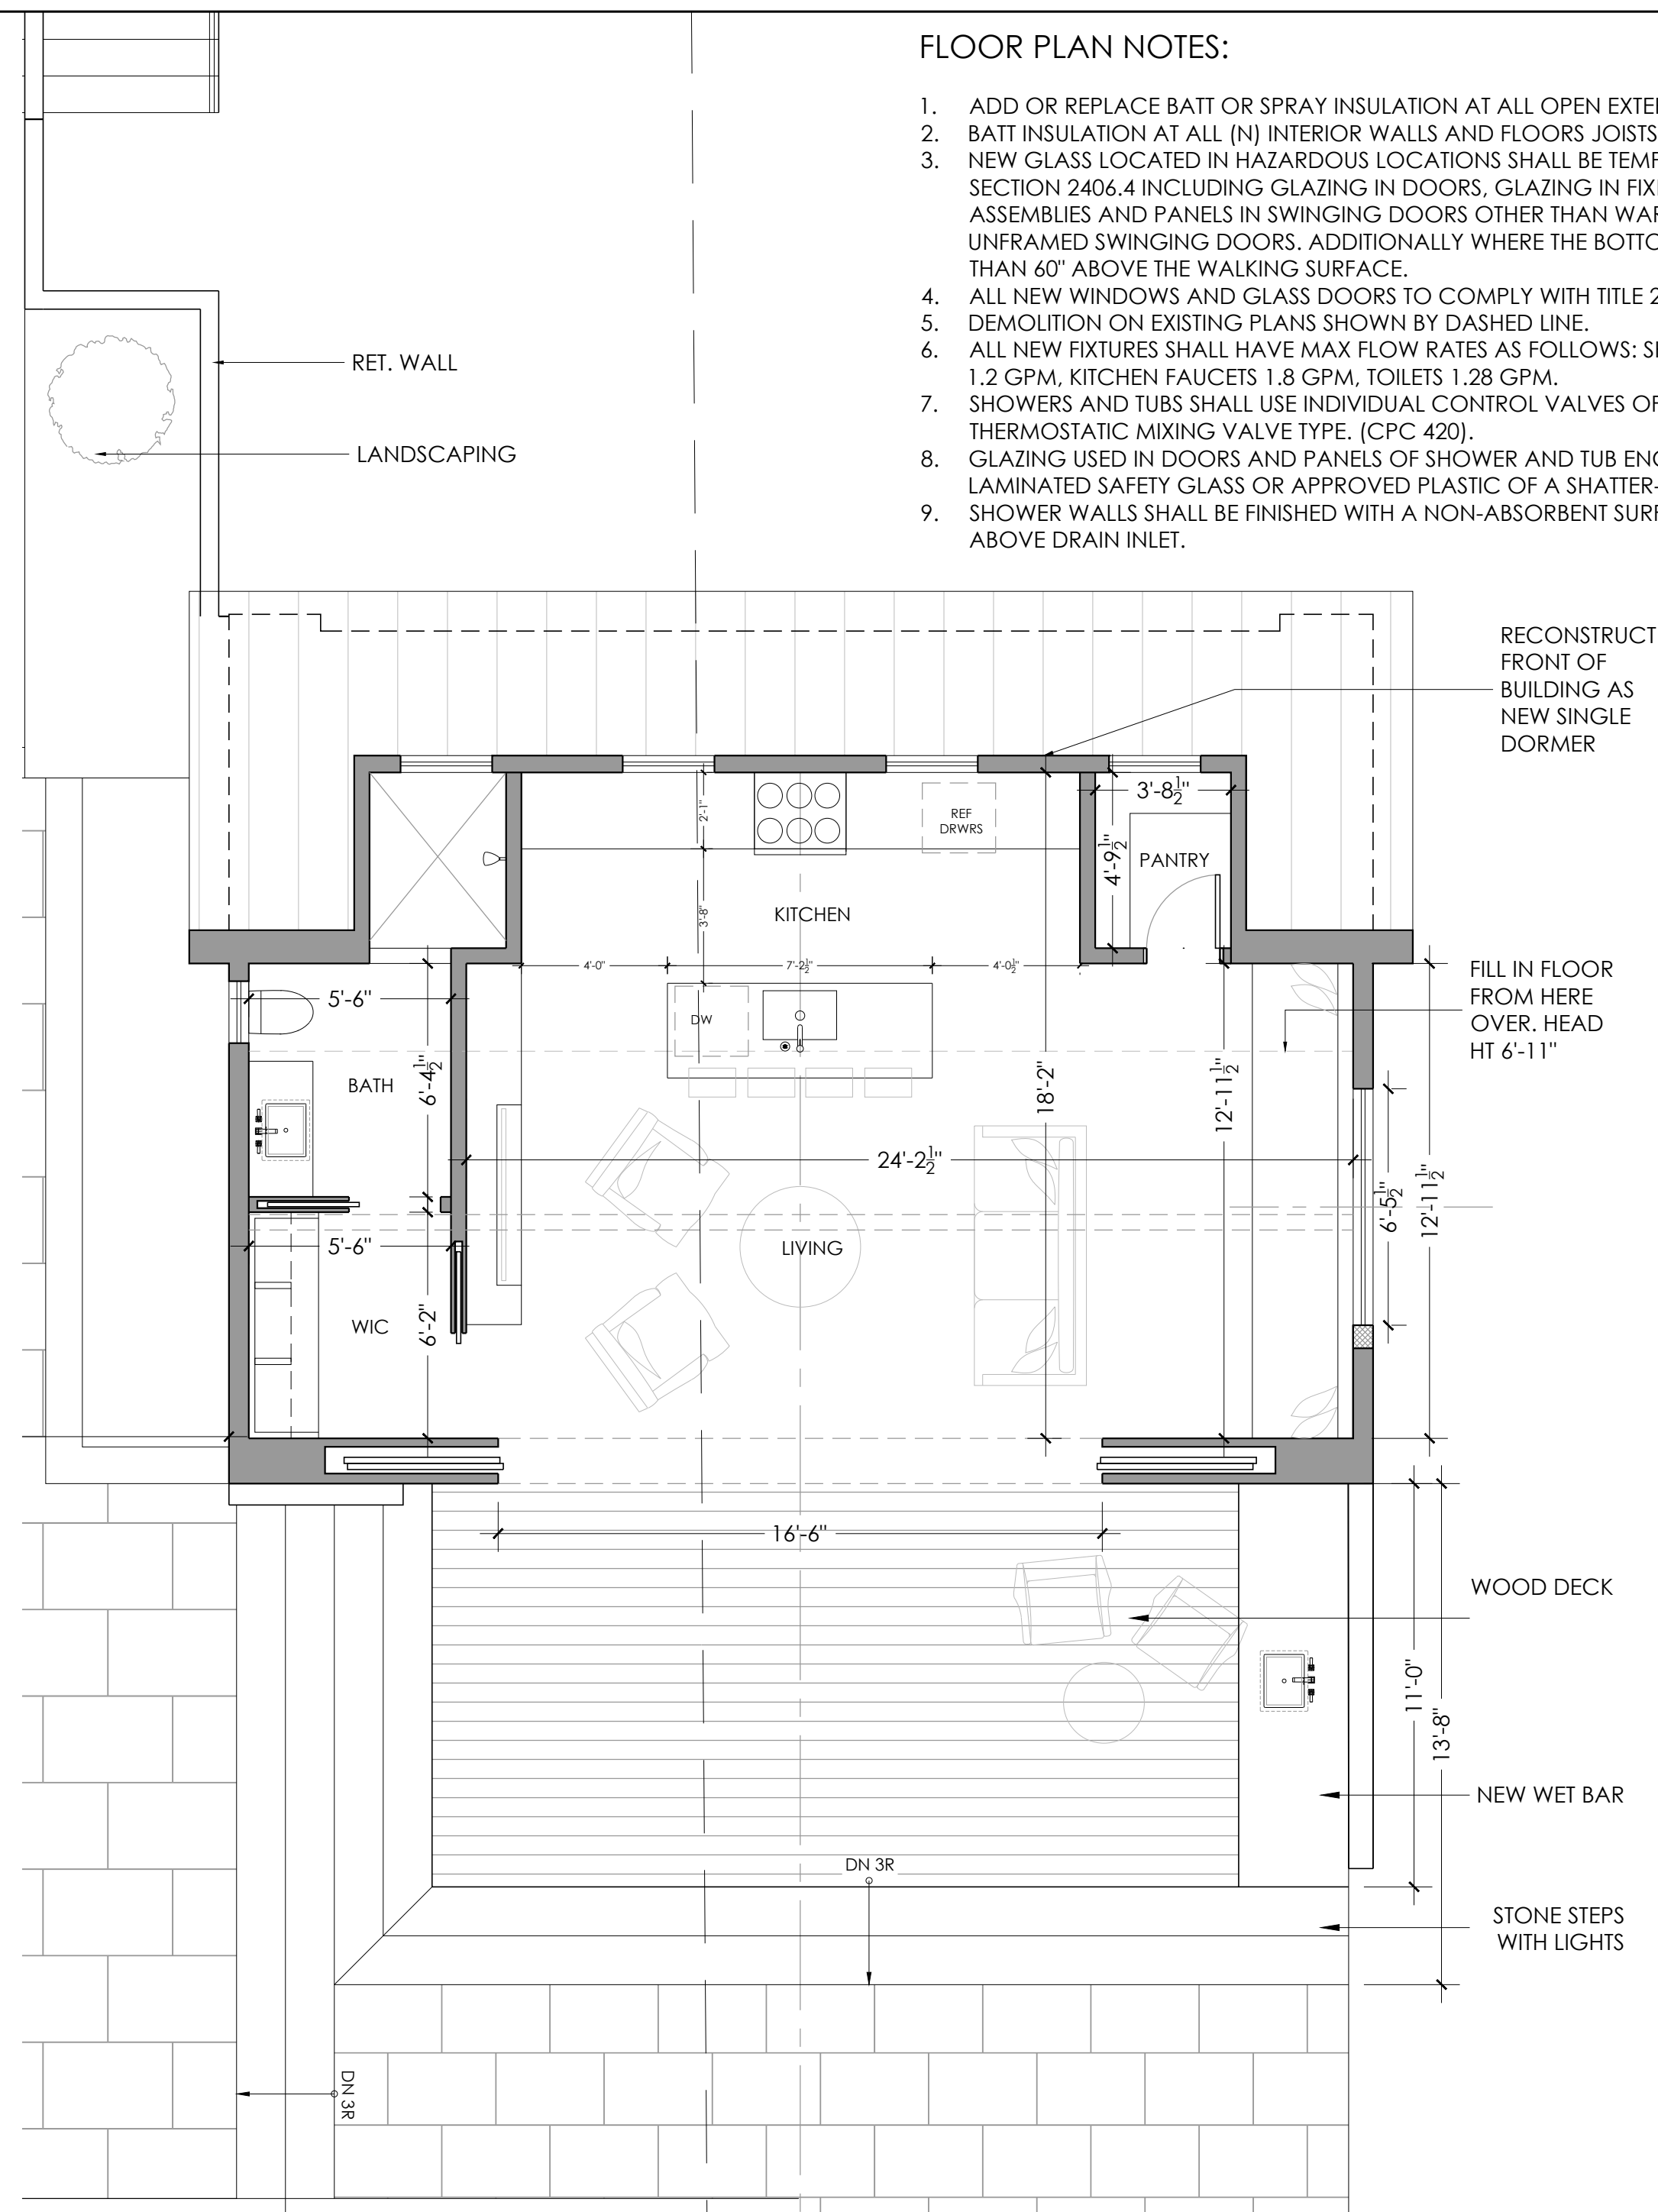 FLOOR PLAN NOTES:
1. ADD OR REPLACE BATT OR SPRAY INSULATION AT ALL OPEN
2. BATT INSULATION AT ALL (N) INTERIOR WALLS AND FLOORS JOISTS
3. NEW GLASS LOCATED IN HAZARDOUS LOCATIONS SHALL BE
SECTION 2406.4 INCLUDING GLAZING IN DOORS, GLAZING IN
ASSEMBLIES AND PANELS IN SWINGING DOORS OTHER THAN
UNFRAMED SWINGING DOORS. ADDITIONALLY WHERE THE
THAN 60" ABOVE THE WALKING SURFACE.
4. ALL NEW WINDOWS AND GLASS DOORS TO COMPLY WITH TITLE 2
5. DEMOLITION ON EXISTING PLANS SHOWN BY DASHED LINE.
6. ALL NEW FIXTURES SHALL HAVE MAX FLOW RATES AS FOLLOWS:
1.2 GPM, KITCHEN FAUCETS 1.8 GPM, TOILETS 1.28 GPM.
7. SHOWERS AND TUBS SHALL USE INDIVIDUAL CONTROL VALVES OF
THERMOSTATIC MIXING VALVE TYPE. (CPC 420).
8. GLAZING USED IN DOORS AND PANELS OF SHOWER AND TUB
LAMINATED SAFETY GLASS OR APPROVED PLASTIC OF A SHATTER-
9. SHOWER WALLS SHALL BE FINISHED WITH A NON-ABSORBENT
ABOVE DRAIN INLET.
RET. WALL
LANDSCAPING
RECONSTRUCT
FRONT OF
BUILDING AS
NEW SINGLE
DORMER
3'-8½"
2'-1"
REF
DRWRS
4'-9½"
PANTRY
3'-8"
KITCHEN
4'-0"
7'-2½"
4'-0½"
FILL IN FLOOR
FROM HERE
OVER. HEAD
HT 6'-11"
5'-6"
DW
BATH
6'-4½"
18'-2"
12'-11½"
24'-2½"
6'-5½"
12'-11½"
5'-6"
LIVING
WIC
6'-2"
16'-6"
WOOD DECK
11'-0"
13'-8"
NEW WET BAR
DN 3R
STONE STEPS
WITH LIGHTS
DN 3R